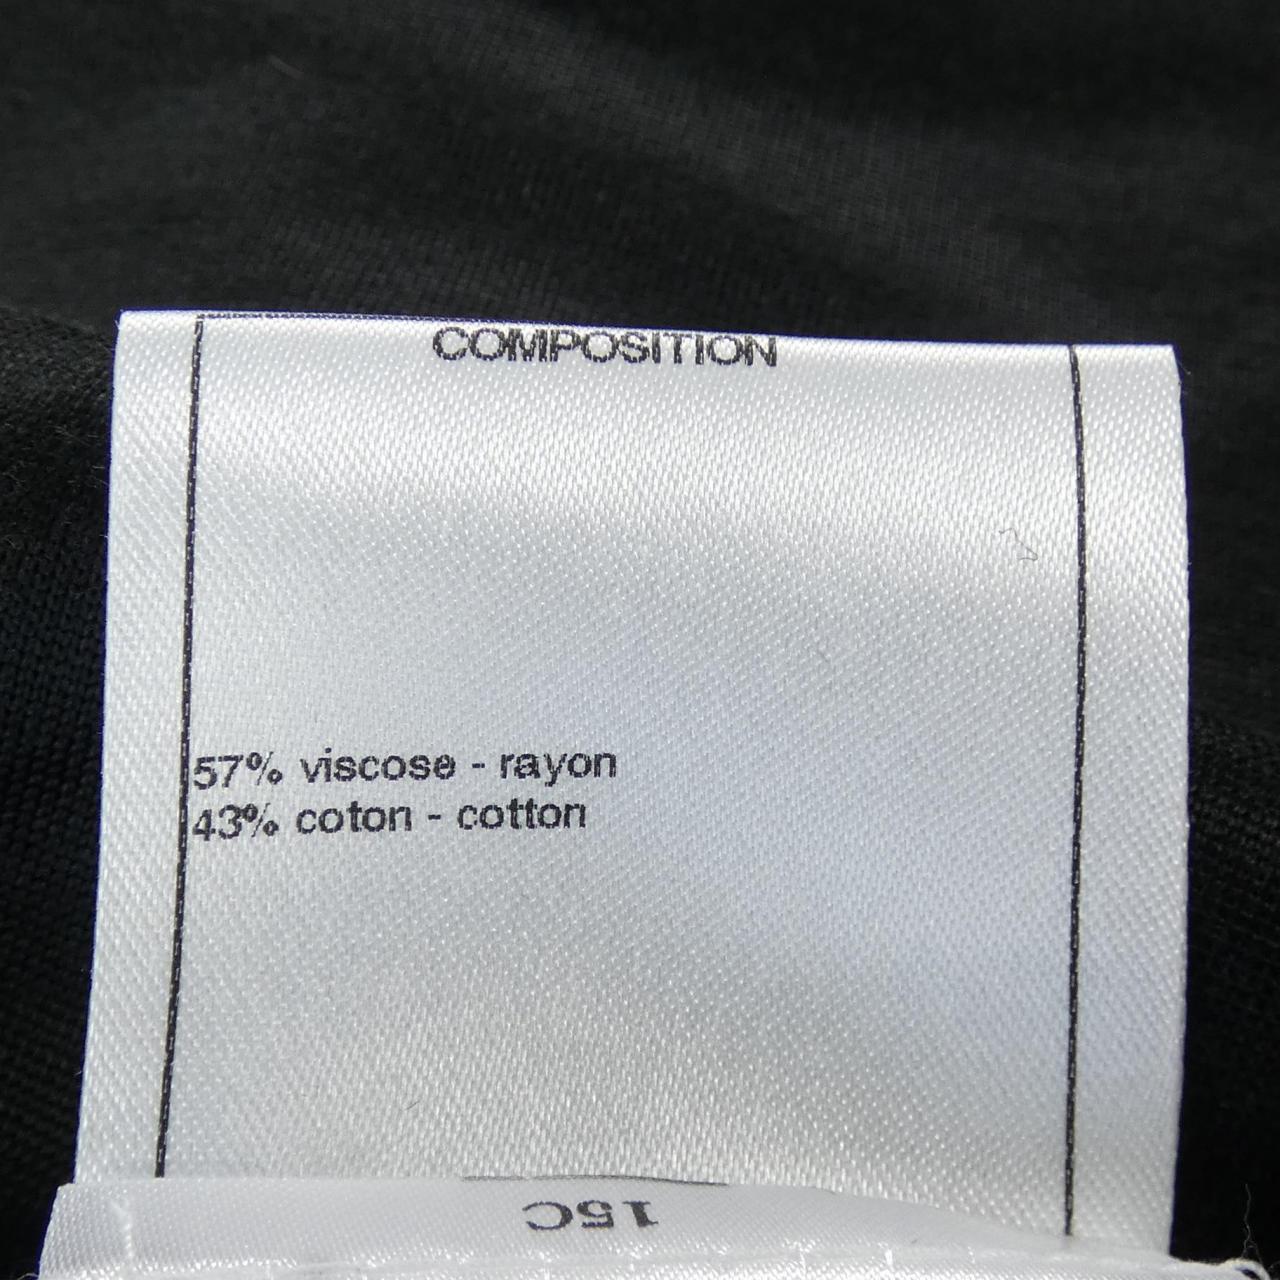 COMPOSITION
57% viscose - rayon
43% coton - cotton
15C